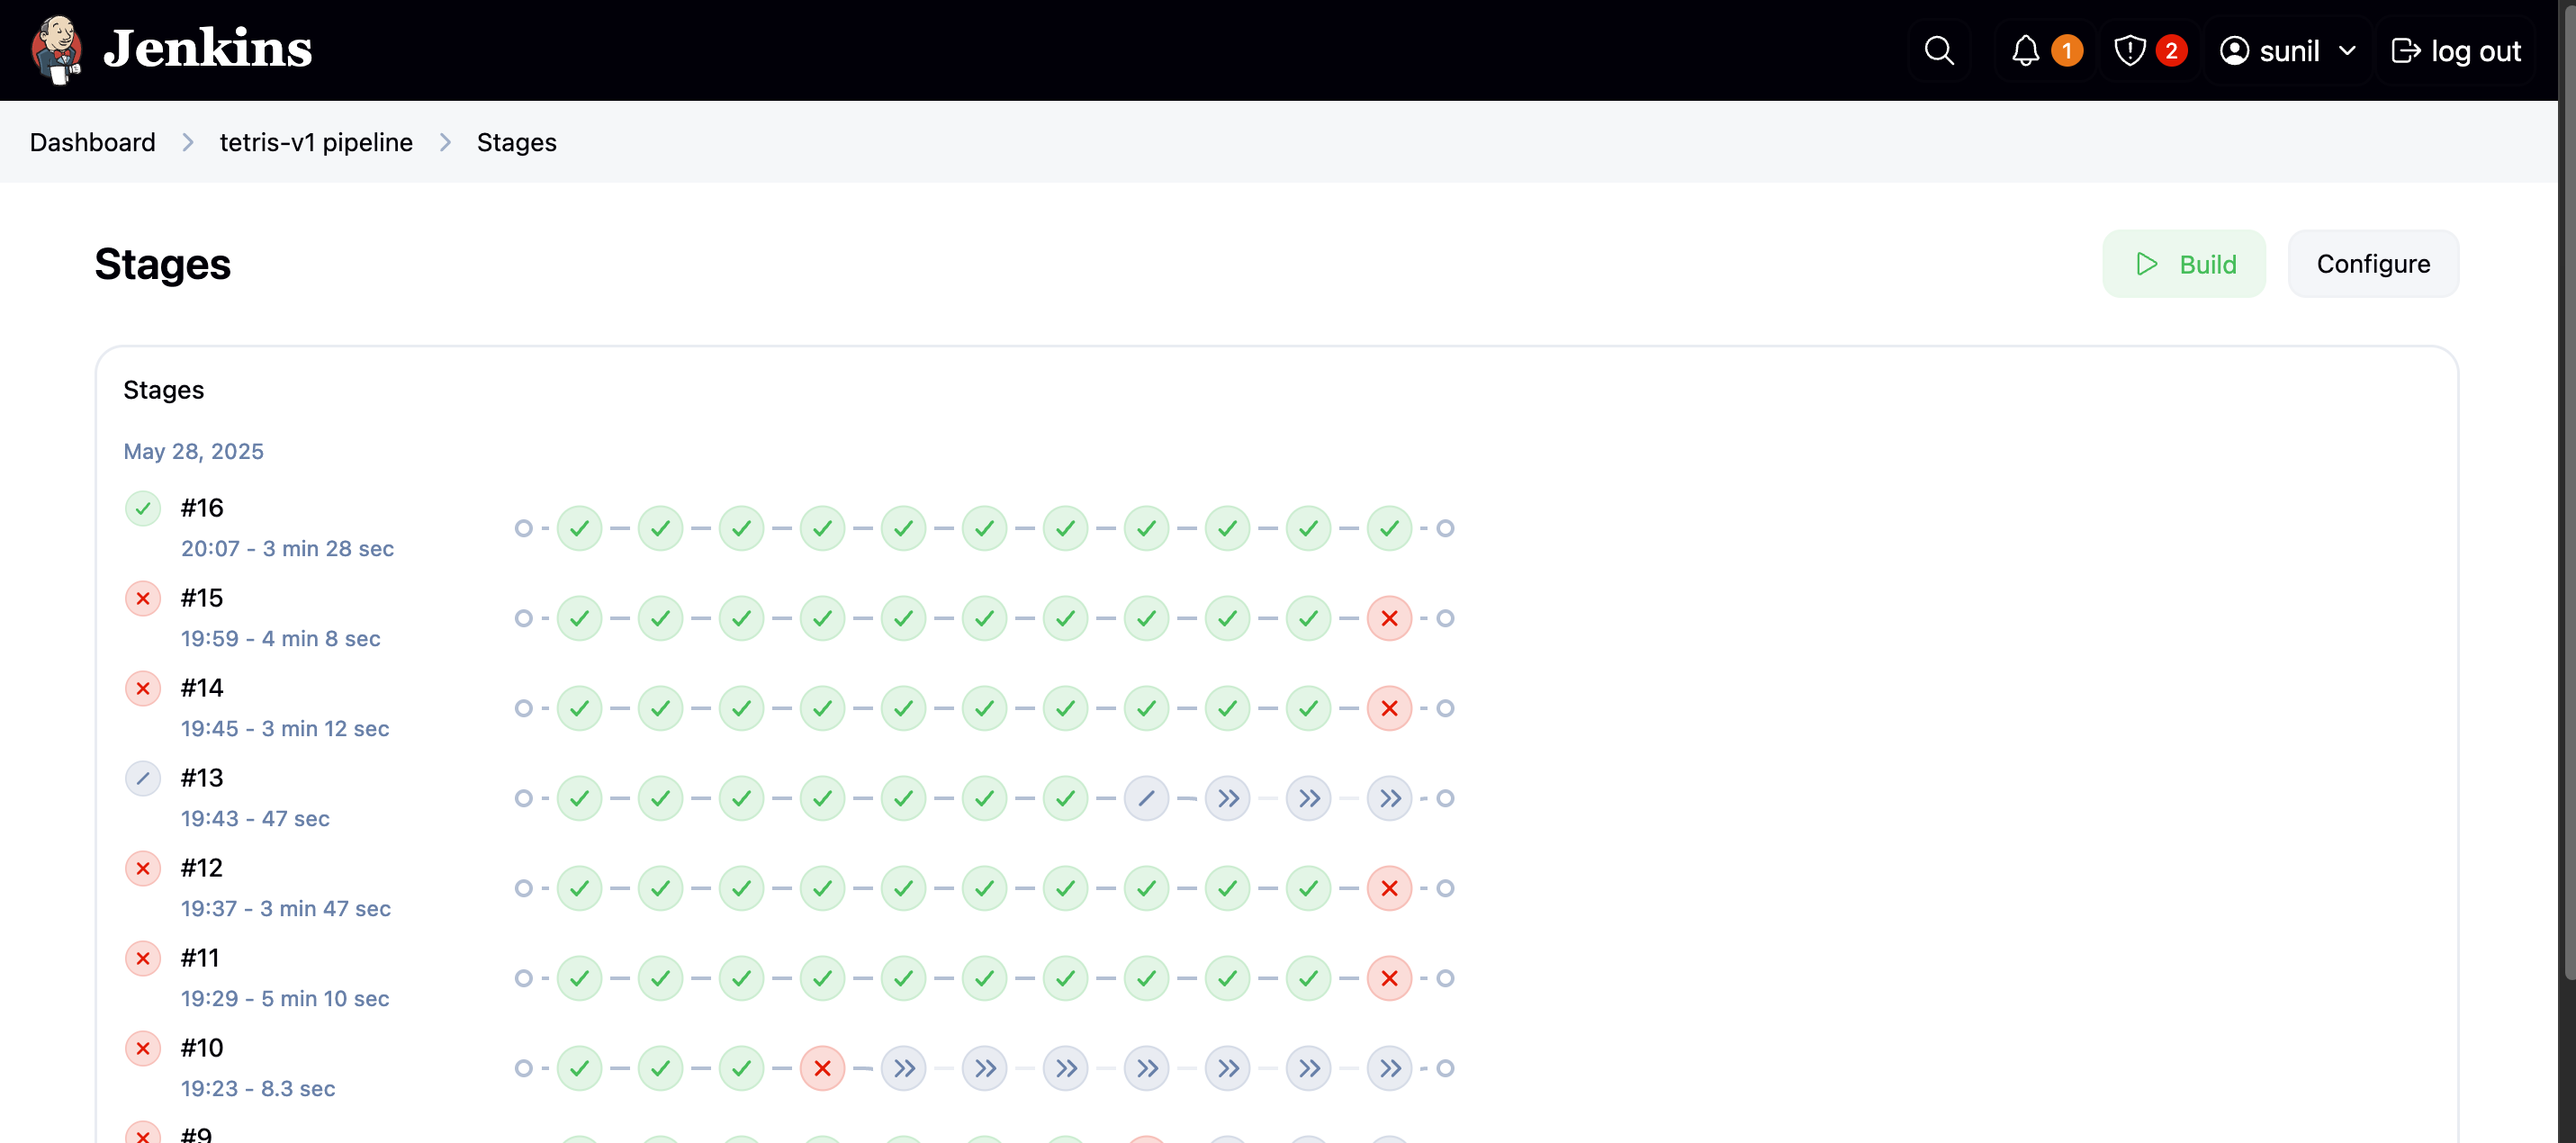 Jenkins
1
2
sunil
log out
Dashboard
tetris-v1 pipeline
Stages
Stages
Build
Configure
Stages
May 28, 2025
#16
20:07 - 3 min 28 sec
#15
19:59 - 4 min 8 sec
#14
19:45 - 3 min 12 sec
#13
19:43 - 47 sec
#12
19:37 - 3 min 47 sec
#11
19:29 - 5 min 10 sec
#10
19:23 - 8.3 sec
#9